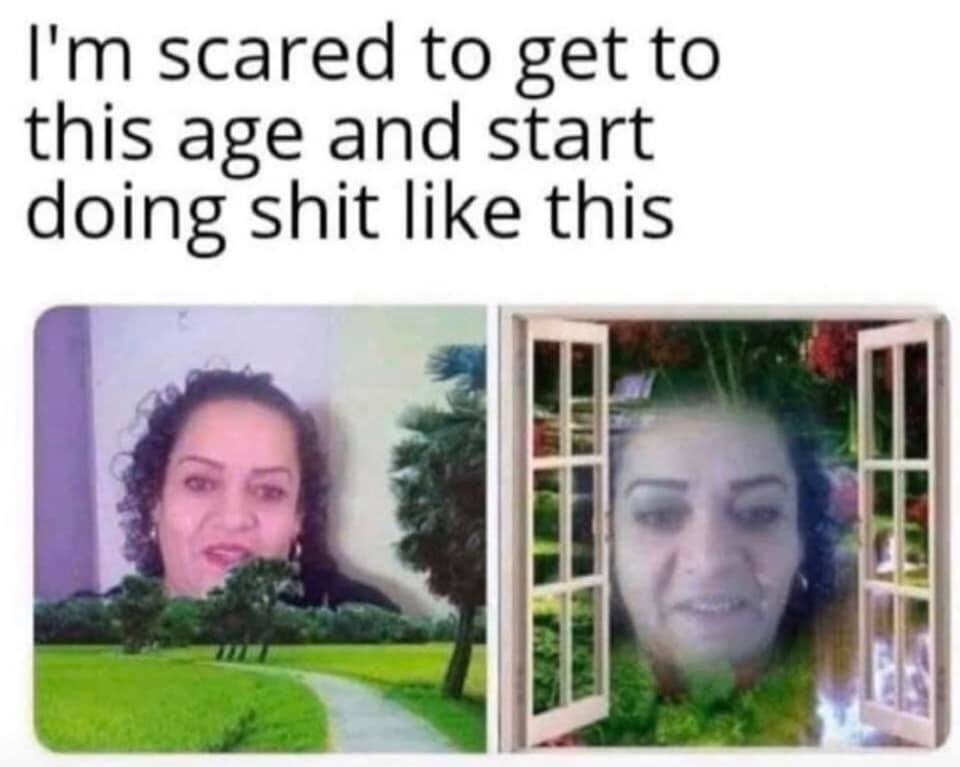 I'm scared to get to
this age and start
doing shit like this